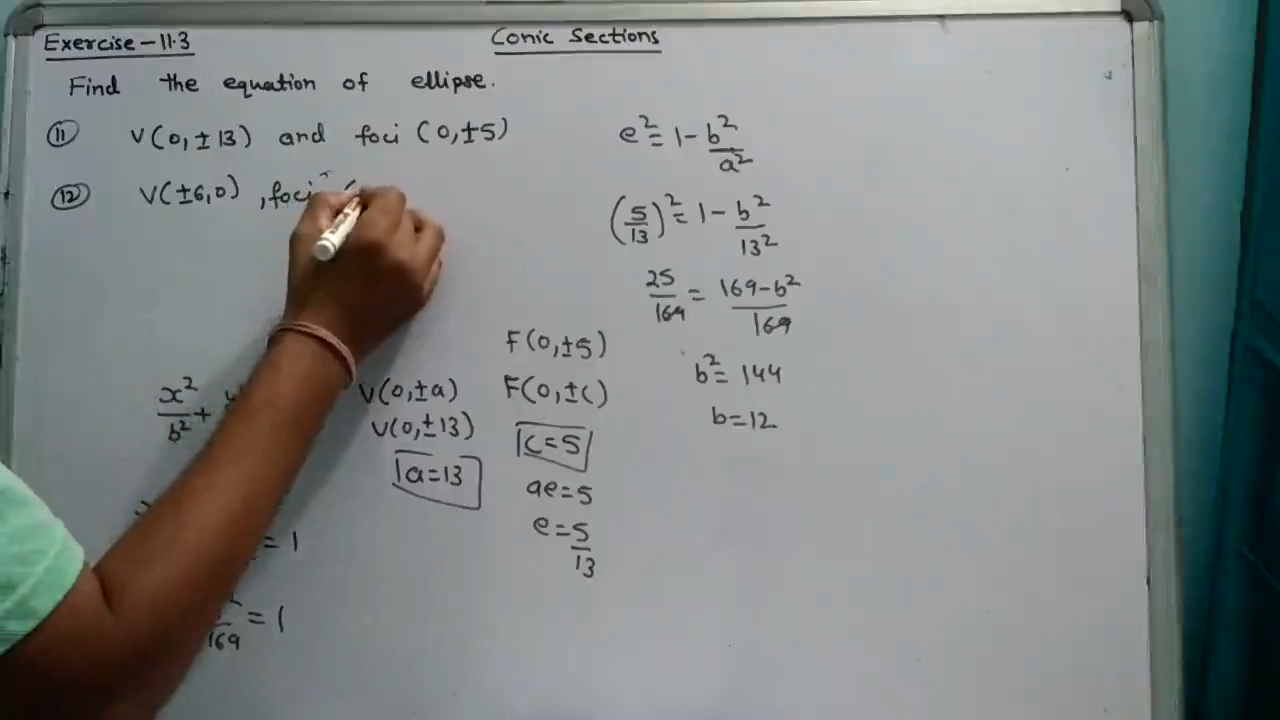 Exercise-11.3
Conic Sections
Find the equation of ellipse.
(11) V(0,±13) and foci (0,±5)
(12) V(±6,0), foci (
x²/b² +
= 1
/169 = 1
V(0,±a)
V(0,±13)
a=13
F(0,±5)
F(0,±c)
c=5
ae=5
e=5/13
e²=1-b²/a²
(5/13)²=1-b²/13²
25/169=169-b²/169
b²=144
b=12